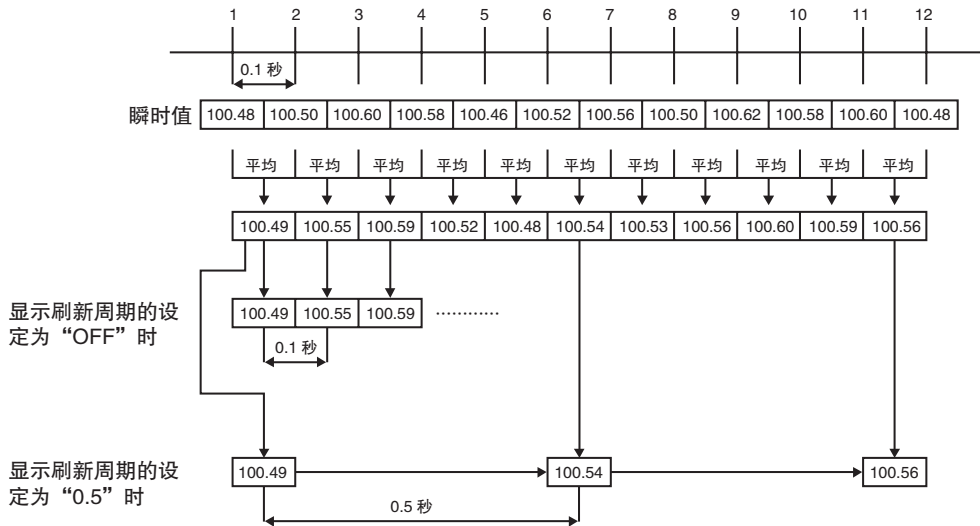 1 2 3 4 5 6 7 8 9 10 11 12
0.1 秒
瞬时值 100.48 100.50 100.60 100.58 100.46 100.52 100.56 100.50 100.62 100.58 100.60 100.48
平均 平均 平均 平均 平均 平均 平均 平均 平均 平均 平均
100.49 100.55 100.59 100.52 100.48 100.54 100.53 100.56 100.60 100.59 100.56
显示刷新周期的设
定为“OFF”时
100.49 100.55 100.59 …………
0.1 秒
显示刷新周期的设
定为“0.5”时
100.49 100.54 100.56
0.5 秒